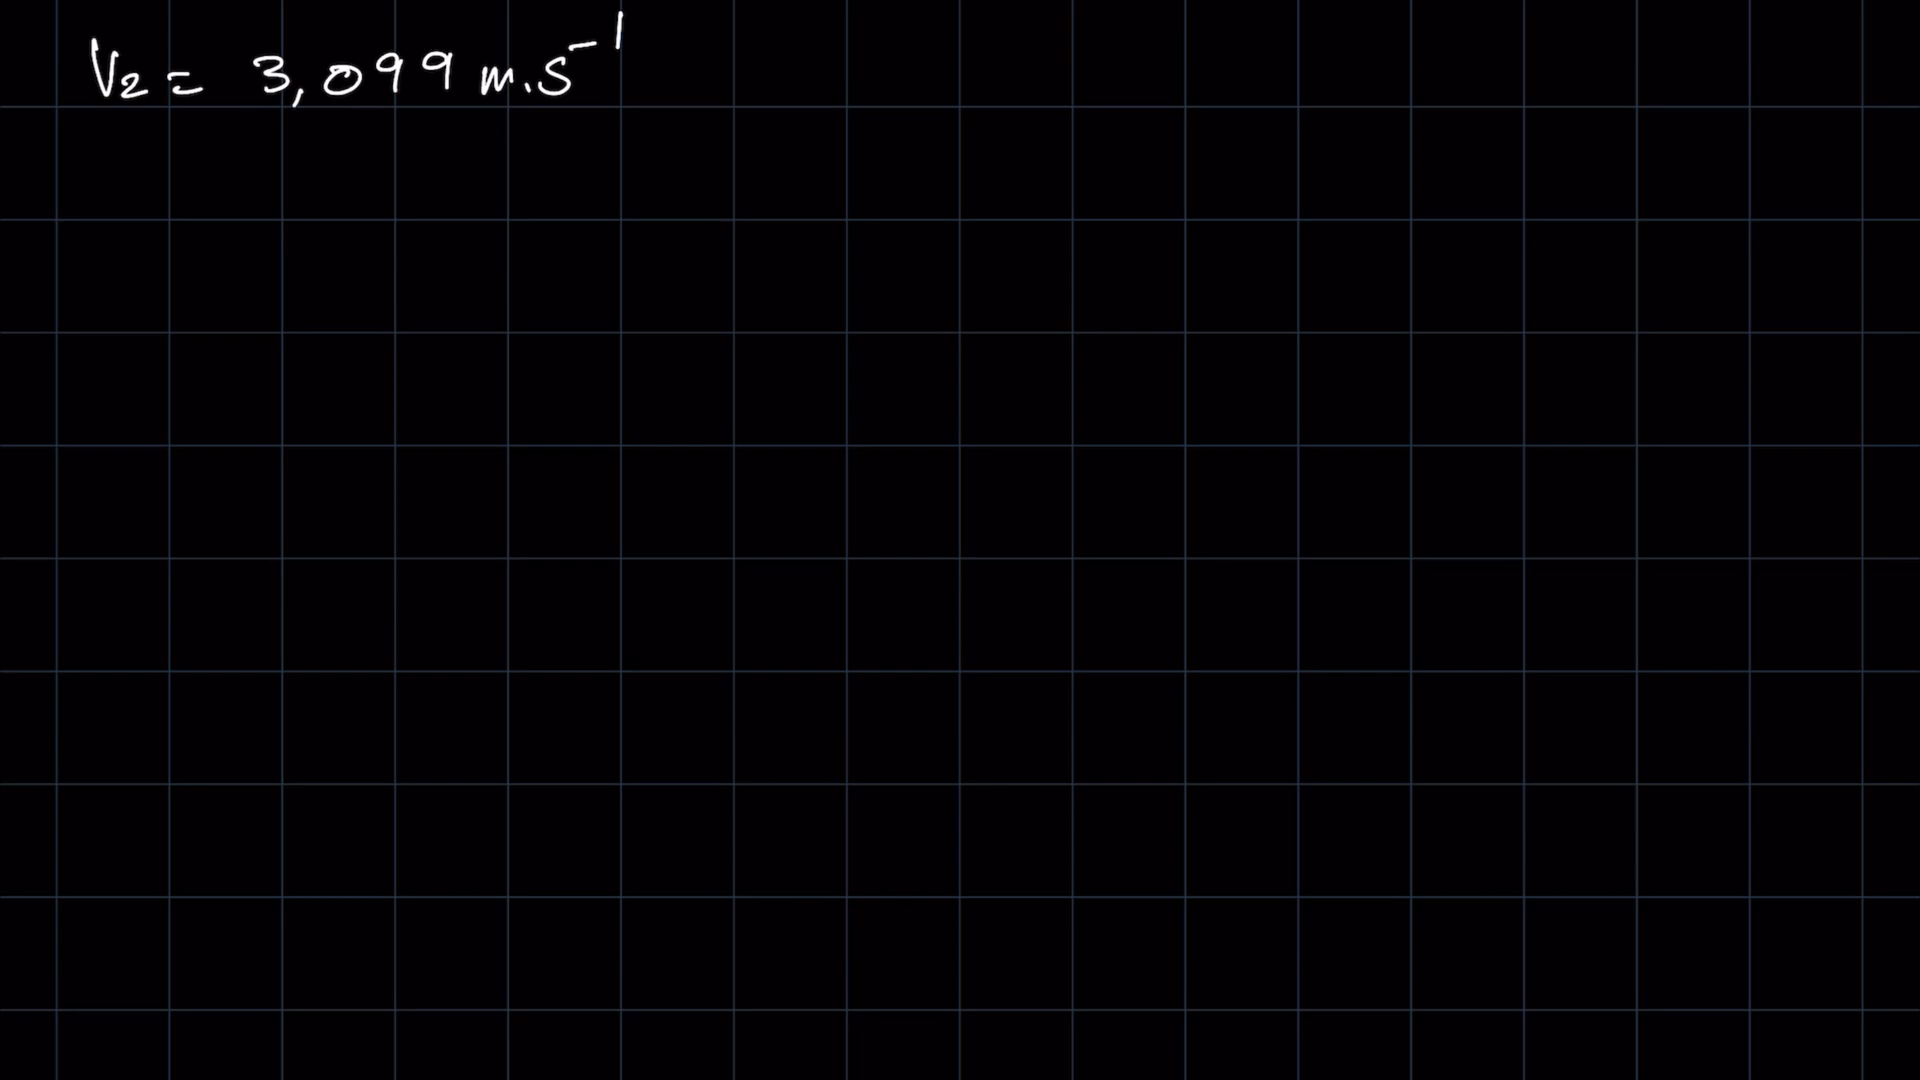 V₂ = 3,099 m.s⁻¹